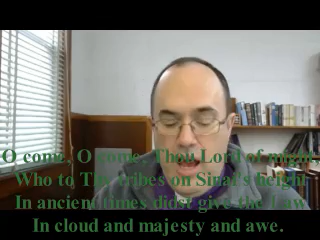 O come, O come, Thou Lord of might,
Who to Thy tribes on Sinai's height
In ancient times didst give the Law
In cloud and majesty and awe.